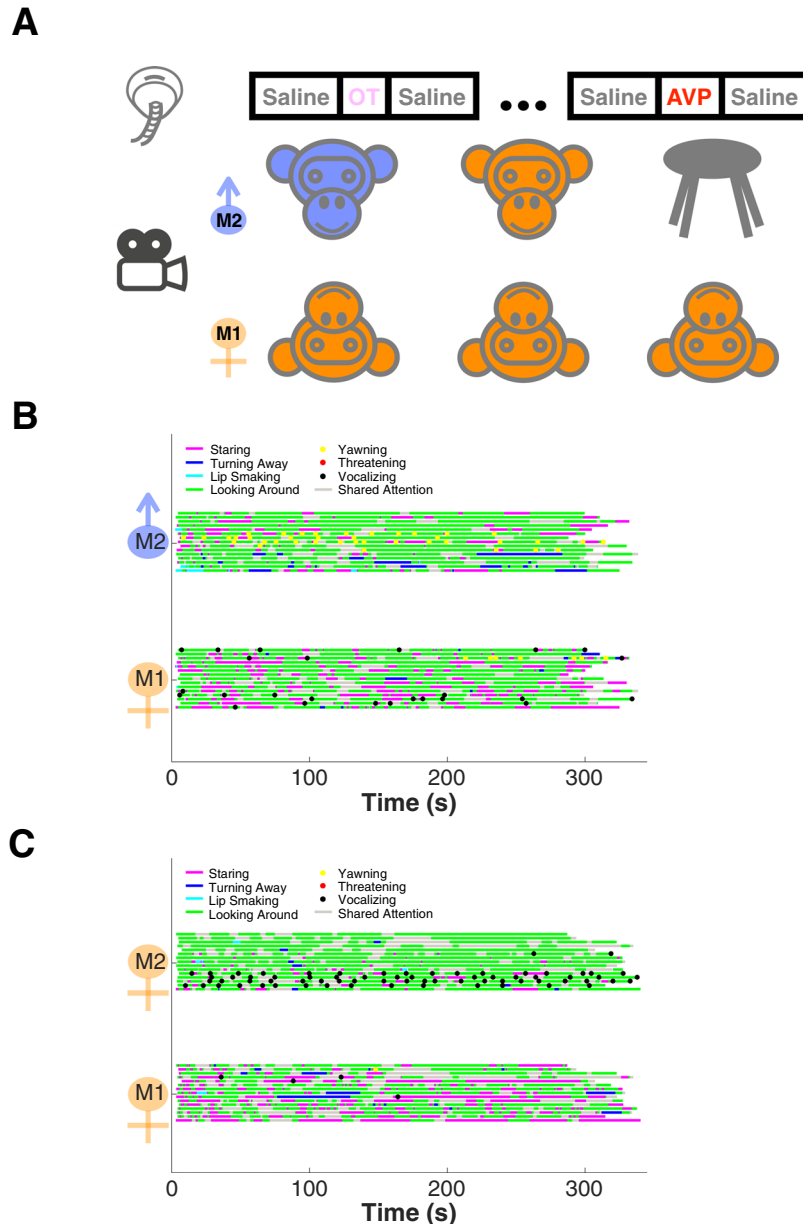 A
Saline OT Saline ... Saline AVP Saline
M2
M1
B
Staring Yawning
Turning Away Threatening
Lip Smaking Vocalizing
Looking Around Shared Attention
M2
M1
0 100 200 300
Time (s)
C
Staring Yawning
Turning Away Threatening
Lip Smaking Vocalizing
Looking Around Shared Attention
M2
M1
0 100 200 300
Time (s)